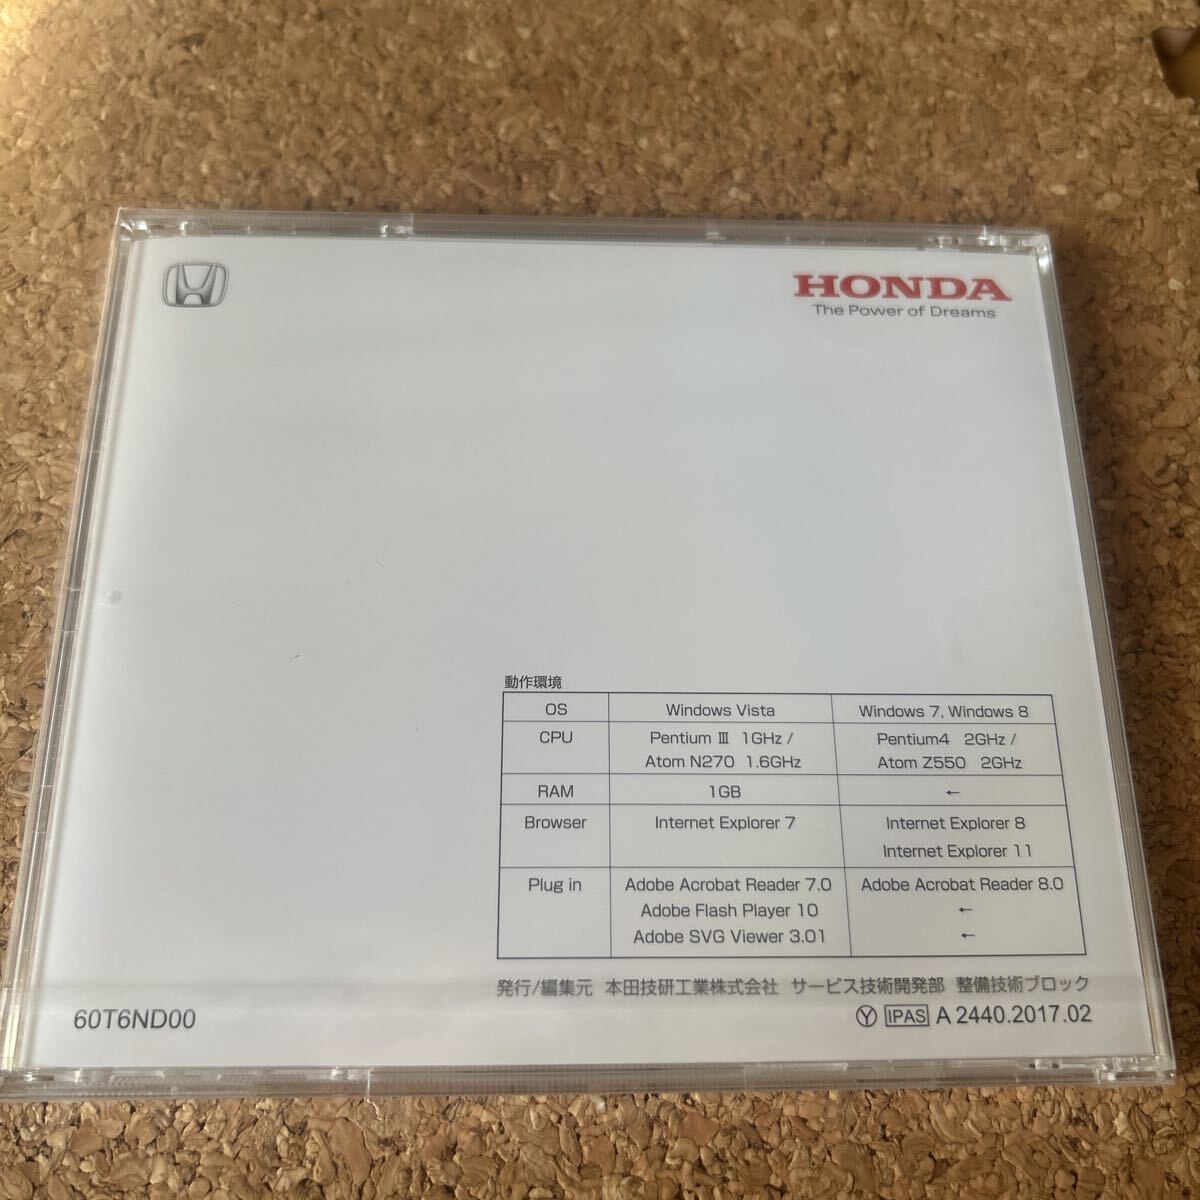 HONDA
The Power of Dreams
動作環境
OS Windows Vista Windows 7, Windows 8
CPU Pentium Ⅲ 1GHz / Pentium4 2GHz /
Atom N270 1.6GHz Atom Z550 2GHz
RAM 1GB ←
Browser Internet Explorer 7 Internet Explorer 8
Internet Explorer 11
Plug in Adobe Acrobat Reader 7.0 Adobe Acrobat Reader 8.0
Adobe Flash Player 10 ←
Adobe SVG Viewer 3.01 ←
発行/編集元 本田技研工業株式会社 サービス技術開発部 整備技術ブロック
60T6ND00 Ⓨ IPAS A 2440.2017.02